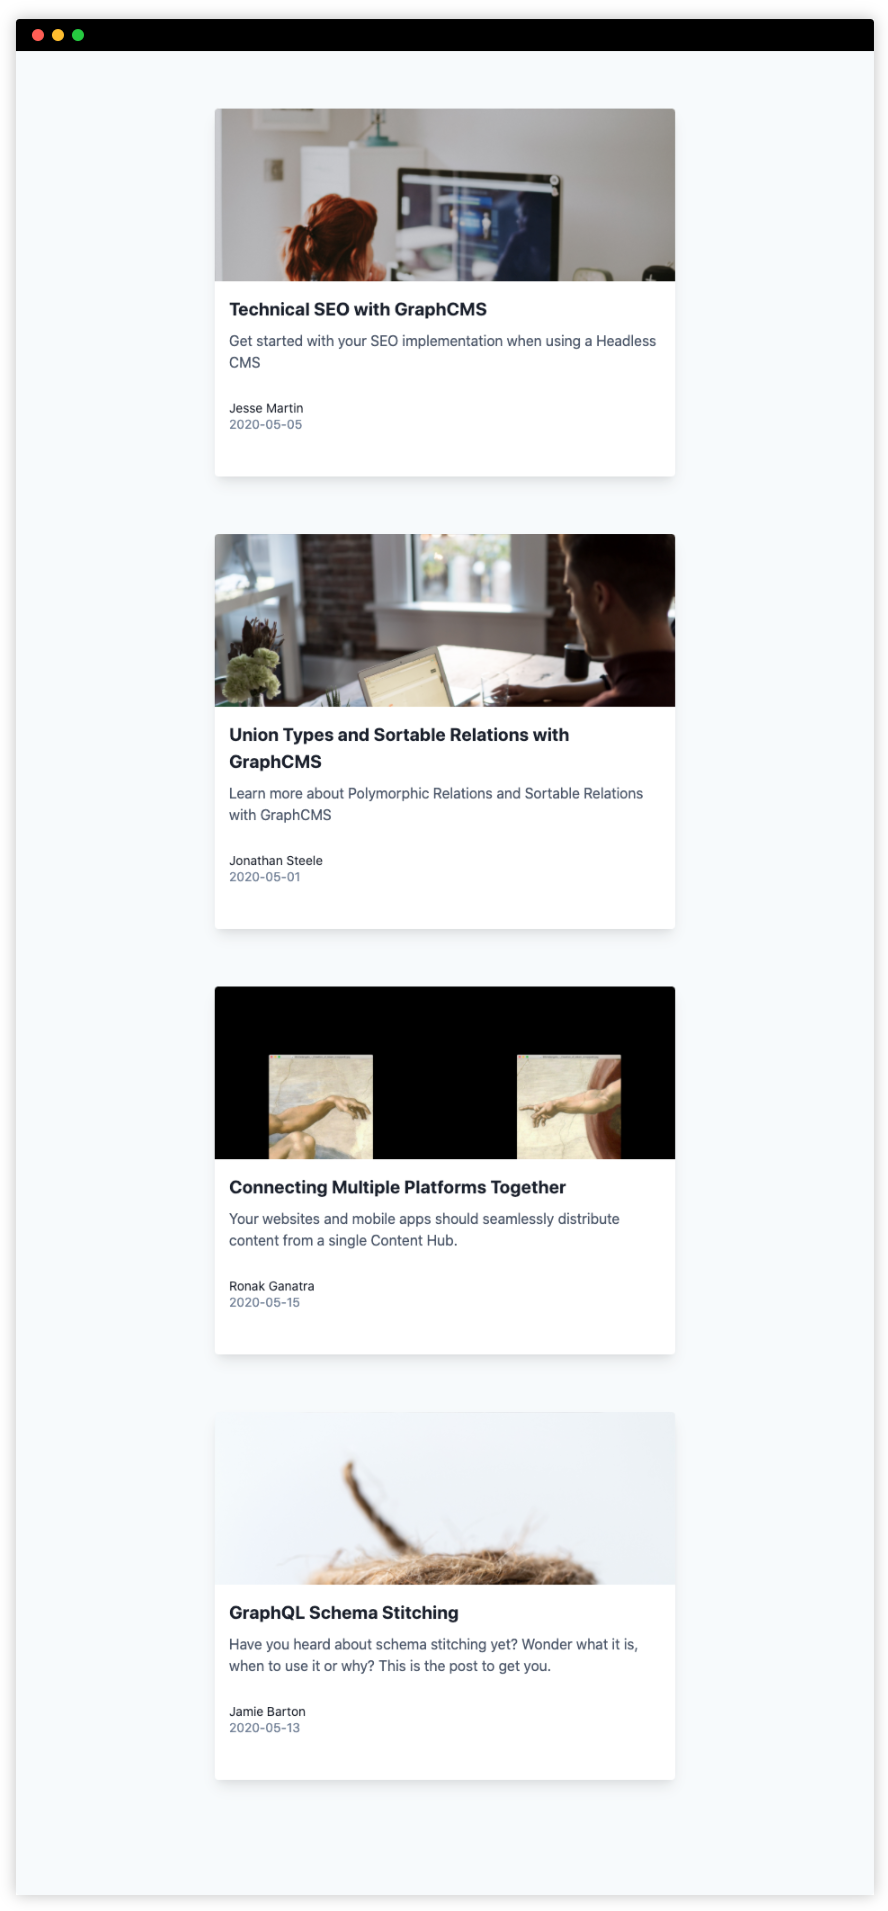 Technical SEO with GraphCMS
Get started with your SEO implementation when using a Headless
CMS
Jesse Martin
2020-05-05
Union Types and Sortable Relations with
GraphCMS
Learn more about Polymorphic Relations and Sortable Relations
with GraphCMS
Jonathan Steele
2020-05-01
Connecting Multiple Platforms Together
Your websites and mobile apps should seamlessly distribute
content from a single Content Hub.
Ronak Ganatra
2020-05-15
GraphQL Schema Stitching
Have you heard about schema stitching yet? Wonder what it is,
when to use it or why? This is the post to get you.
Jamie Barton
2020-05-13